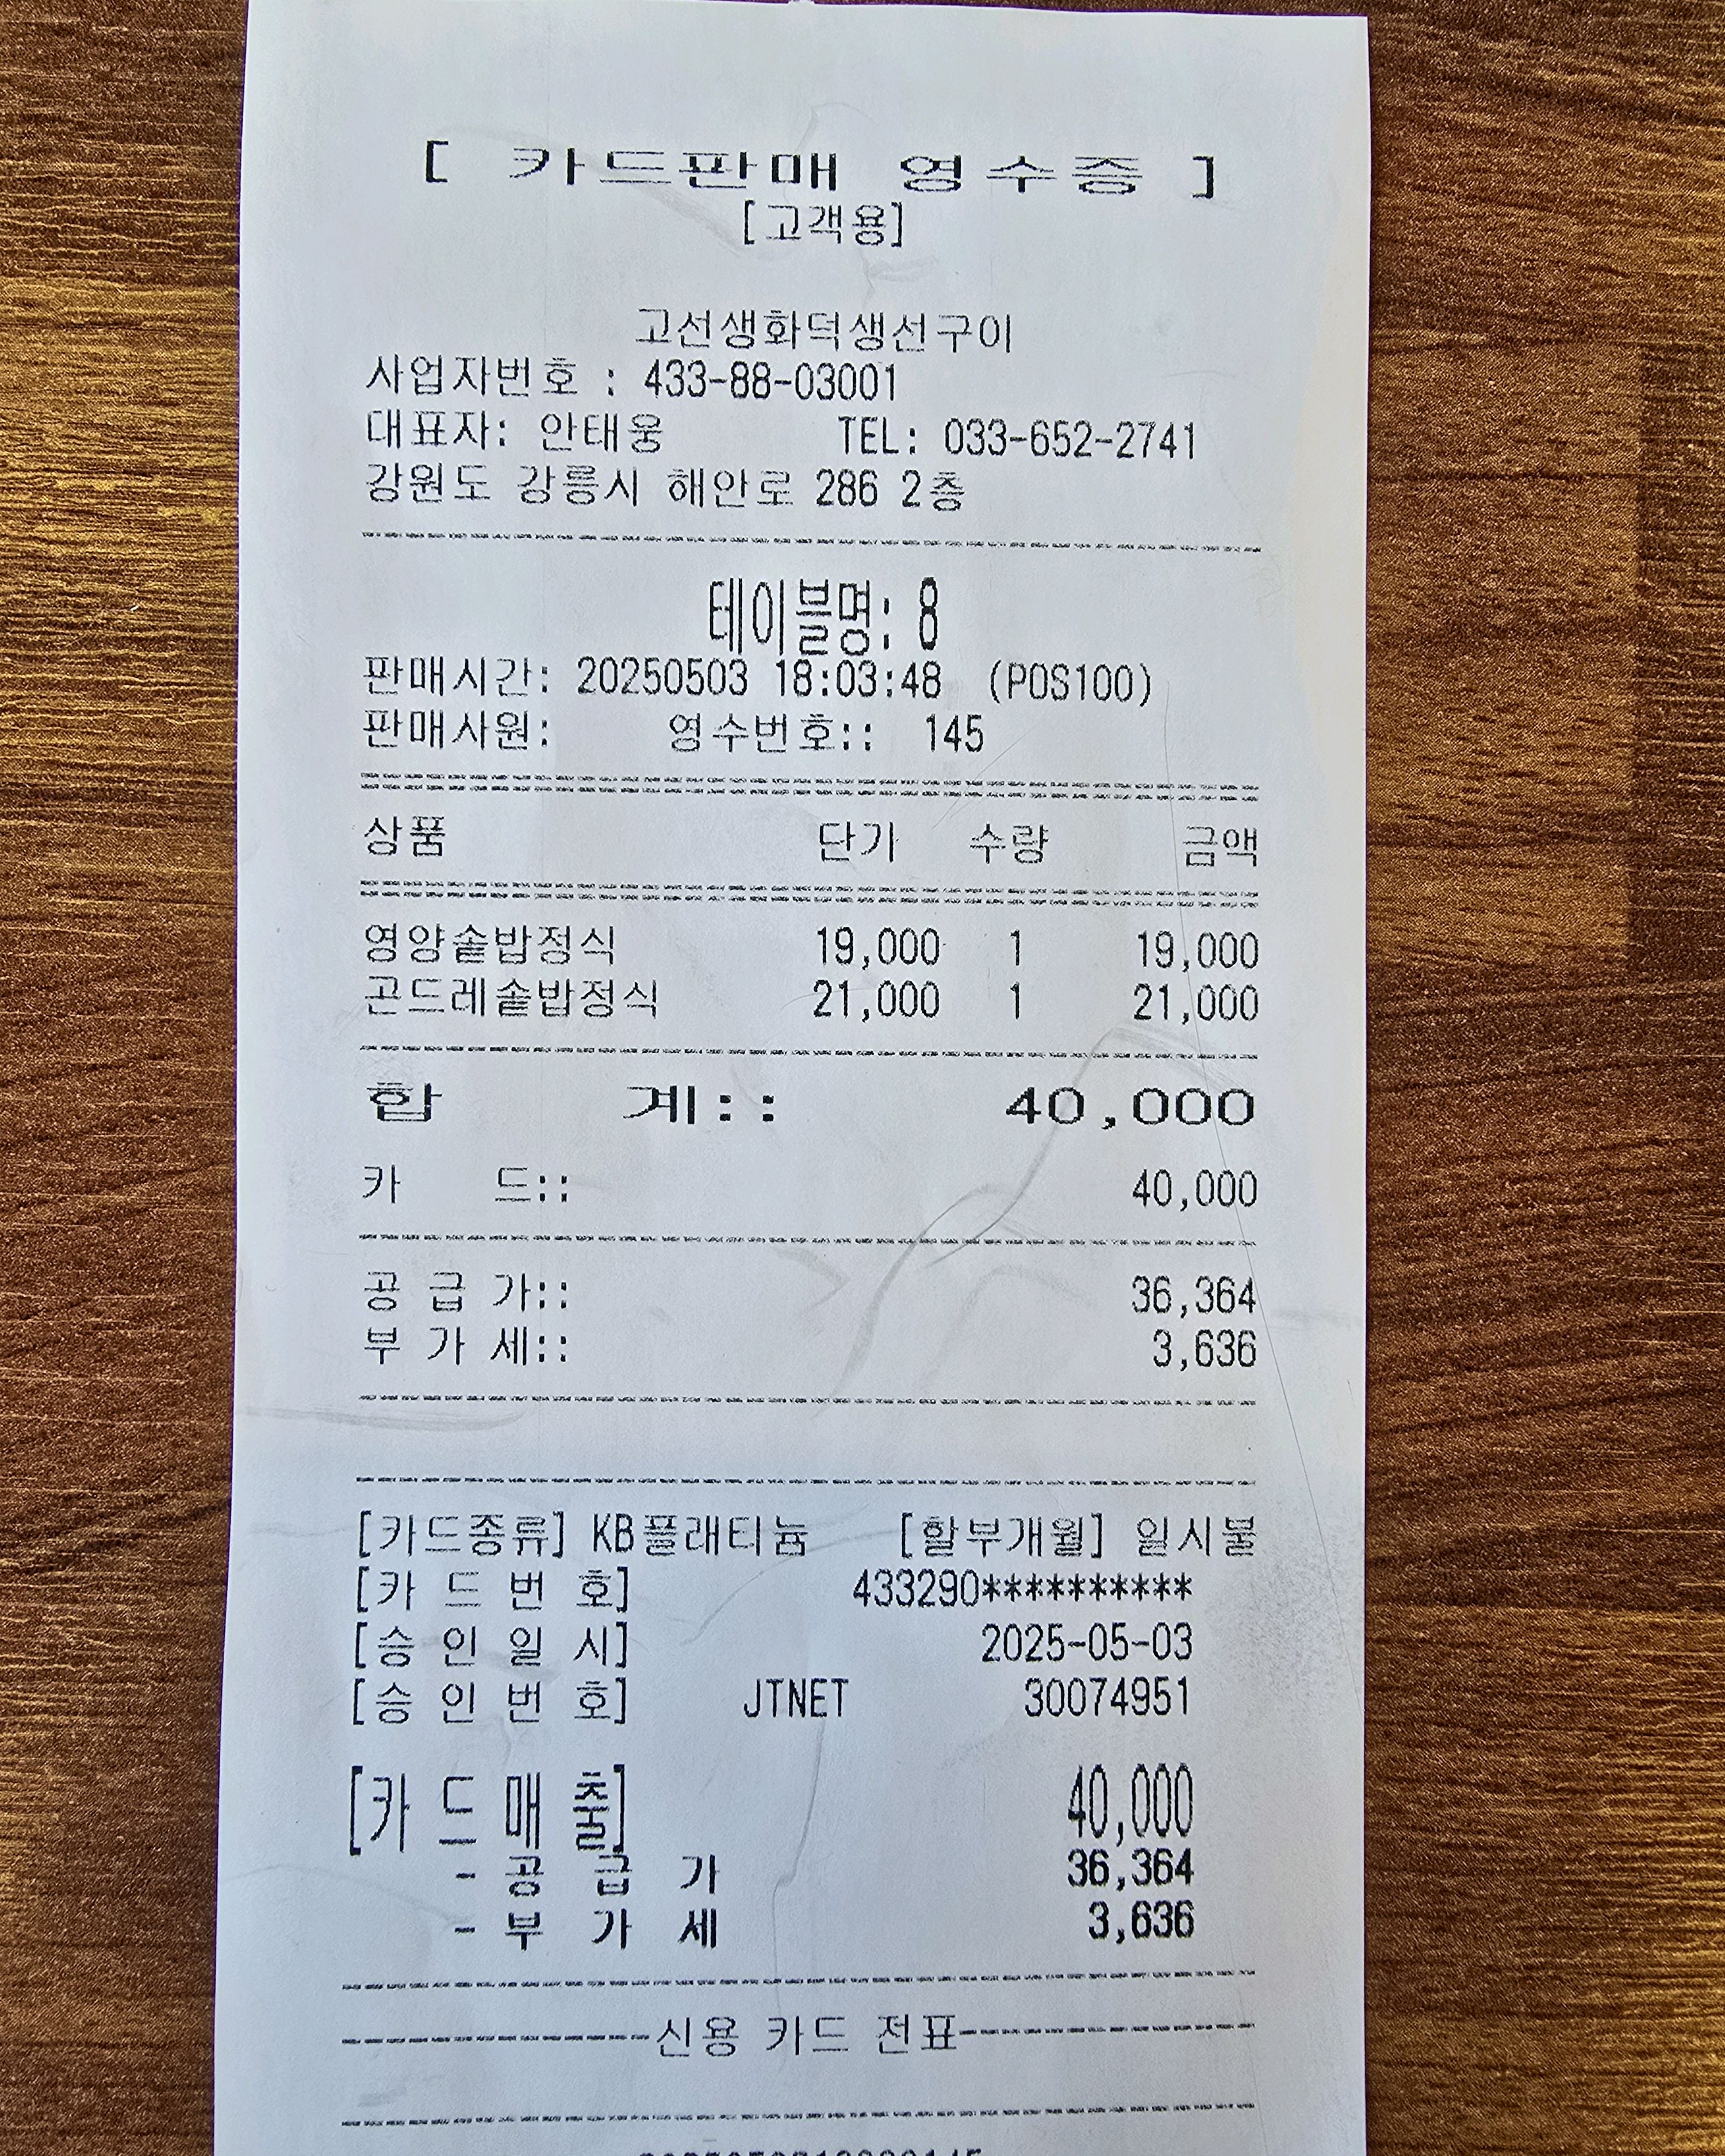 [ 카드판매 영수증 ]
[고객용]
고선생화덕생선구이
사업자번호 : 433-88-03001
대표자: 안태웅 TEL: 033-652-2741
강원도 강릉시 해안로 286 2층
테이블명: 8
판매시간: 20250503 18:03:48 (POS100)
판매사원: 영수번호:: 145
상품 단가 수량 금액
영양솥밥정식 19,000 1 19,000
곤드레솥밥정식 21,000 1 21,000
합 계:: 40,000
카 드:: 40,000
공 급 가:: 36,364
부 가 세:: 3,636
[카드종류] KB플래티늄 [할부개월] 일시불
[카 드 번 호] 433290**********
[승 인 일 시] 2025-05-03
[승 인 번 호] JTNET 30074951
[카 드 매 출] 40,000
- 공 급 가 36,364
- 부 가 세 3,636
신용 카드 전표